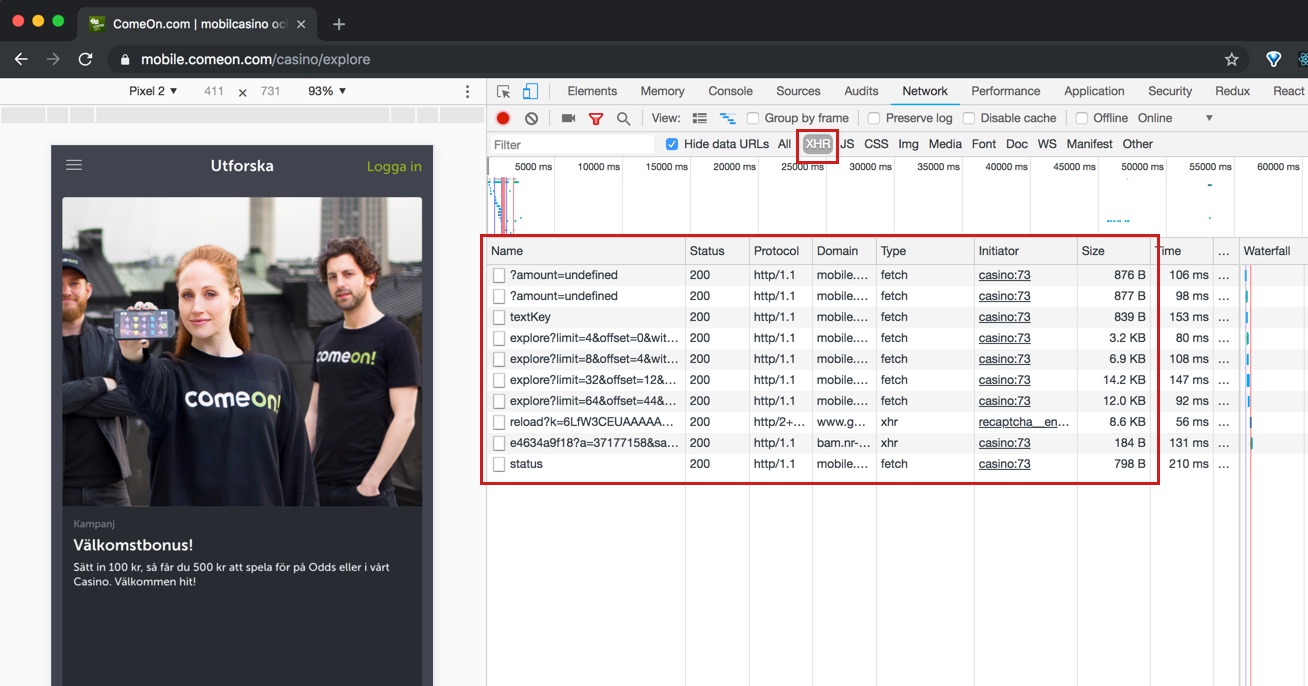 ComeOn.com | mobilcasino oc
mobile.comeon.com/casino/explore
Pixel 2 ▼ 411 × 731 93% ▼
Elements Memory Console Sources Audits Network Performance Application Security Redux React
View: Group by frame Preserve log Disable cache Offline Online ▼
Filter Hide data URLs All XHR JS CSS Img Media Font Doc WS Manifest Other
5000 ms 10000 ms 15000 ms 20000 ms 25000 ms 30000 ms 35000 ms 40000 ms 45000 ms 50000 ms 55000 ms 60000 ms
Utforska Logga in
comeon!
comeon!
Kampanj
Välkomstbonus!
Sätt in 100 kr, så får du 500 kr att spela för på Odds eller i vårt
Casino. Välkommen hit!
Name Status Protocol Domain Type Initiator Size Time ... Waterfall
?amount=undefined 200 http/1.1 mobile.... fetch casino:73 876 B 106 ms ...
?amount=undefined 200 http/1.1 mobile.... fetch casino:73 877 B 98 ms ...
textKey 200 http/1.1 mobile.... fetch casino:73 839 B 153 ms ...
explore?limit=4&offset=0&wit... 200 http/1.1 mobile.... fetch casino:73 3.2 KB 80 ms ...
explore?limit=8&offset=4&wit... 200 http/1.1 mobile.... fetch casino:73 6.9 KB 108 ms ...
explore?limit=32&offset=12&... 200 http/1.1 mobile.... fetch casino:73 14.2 KB 147 ms ...
explore?limit=64&offset=44&... 200 http/1.1 mobile.... fetch casino:73 12.0 KB 92 ms ...
reload?k=6LfW3CEUAAAAA... 200 http/2+... www.g... xhr recaptcha__en... 8.6 KB 56 ms ...
e4634a9f18?a=37177158&sa... 200 http/1.1 bam.nr-... xhr casino:73 184 B 131 ms ...
status 200 http/1.1 mobile.... fetch casino:73 798 B 210 ms ...